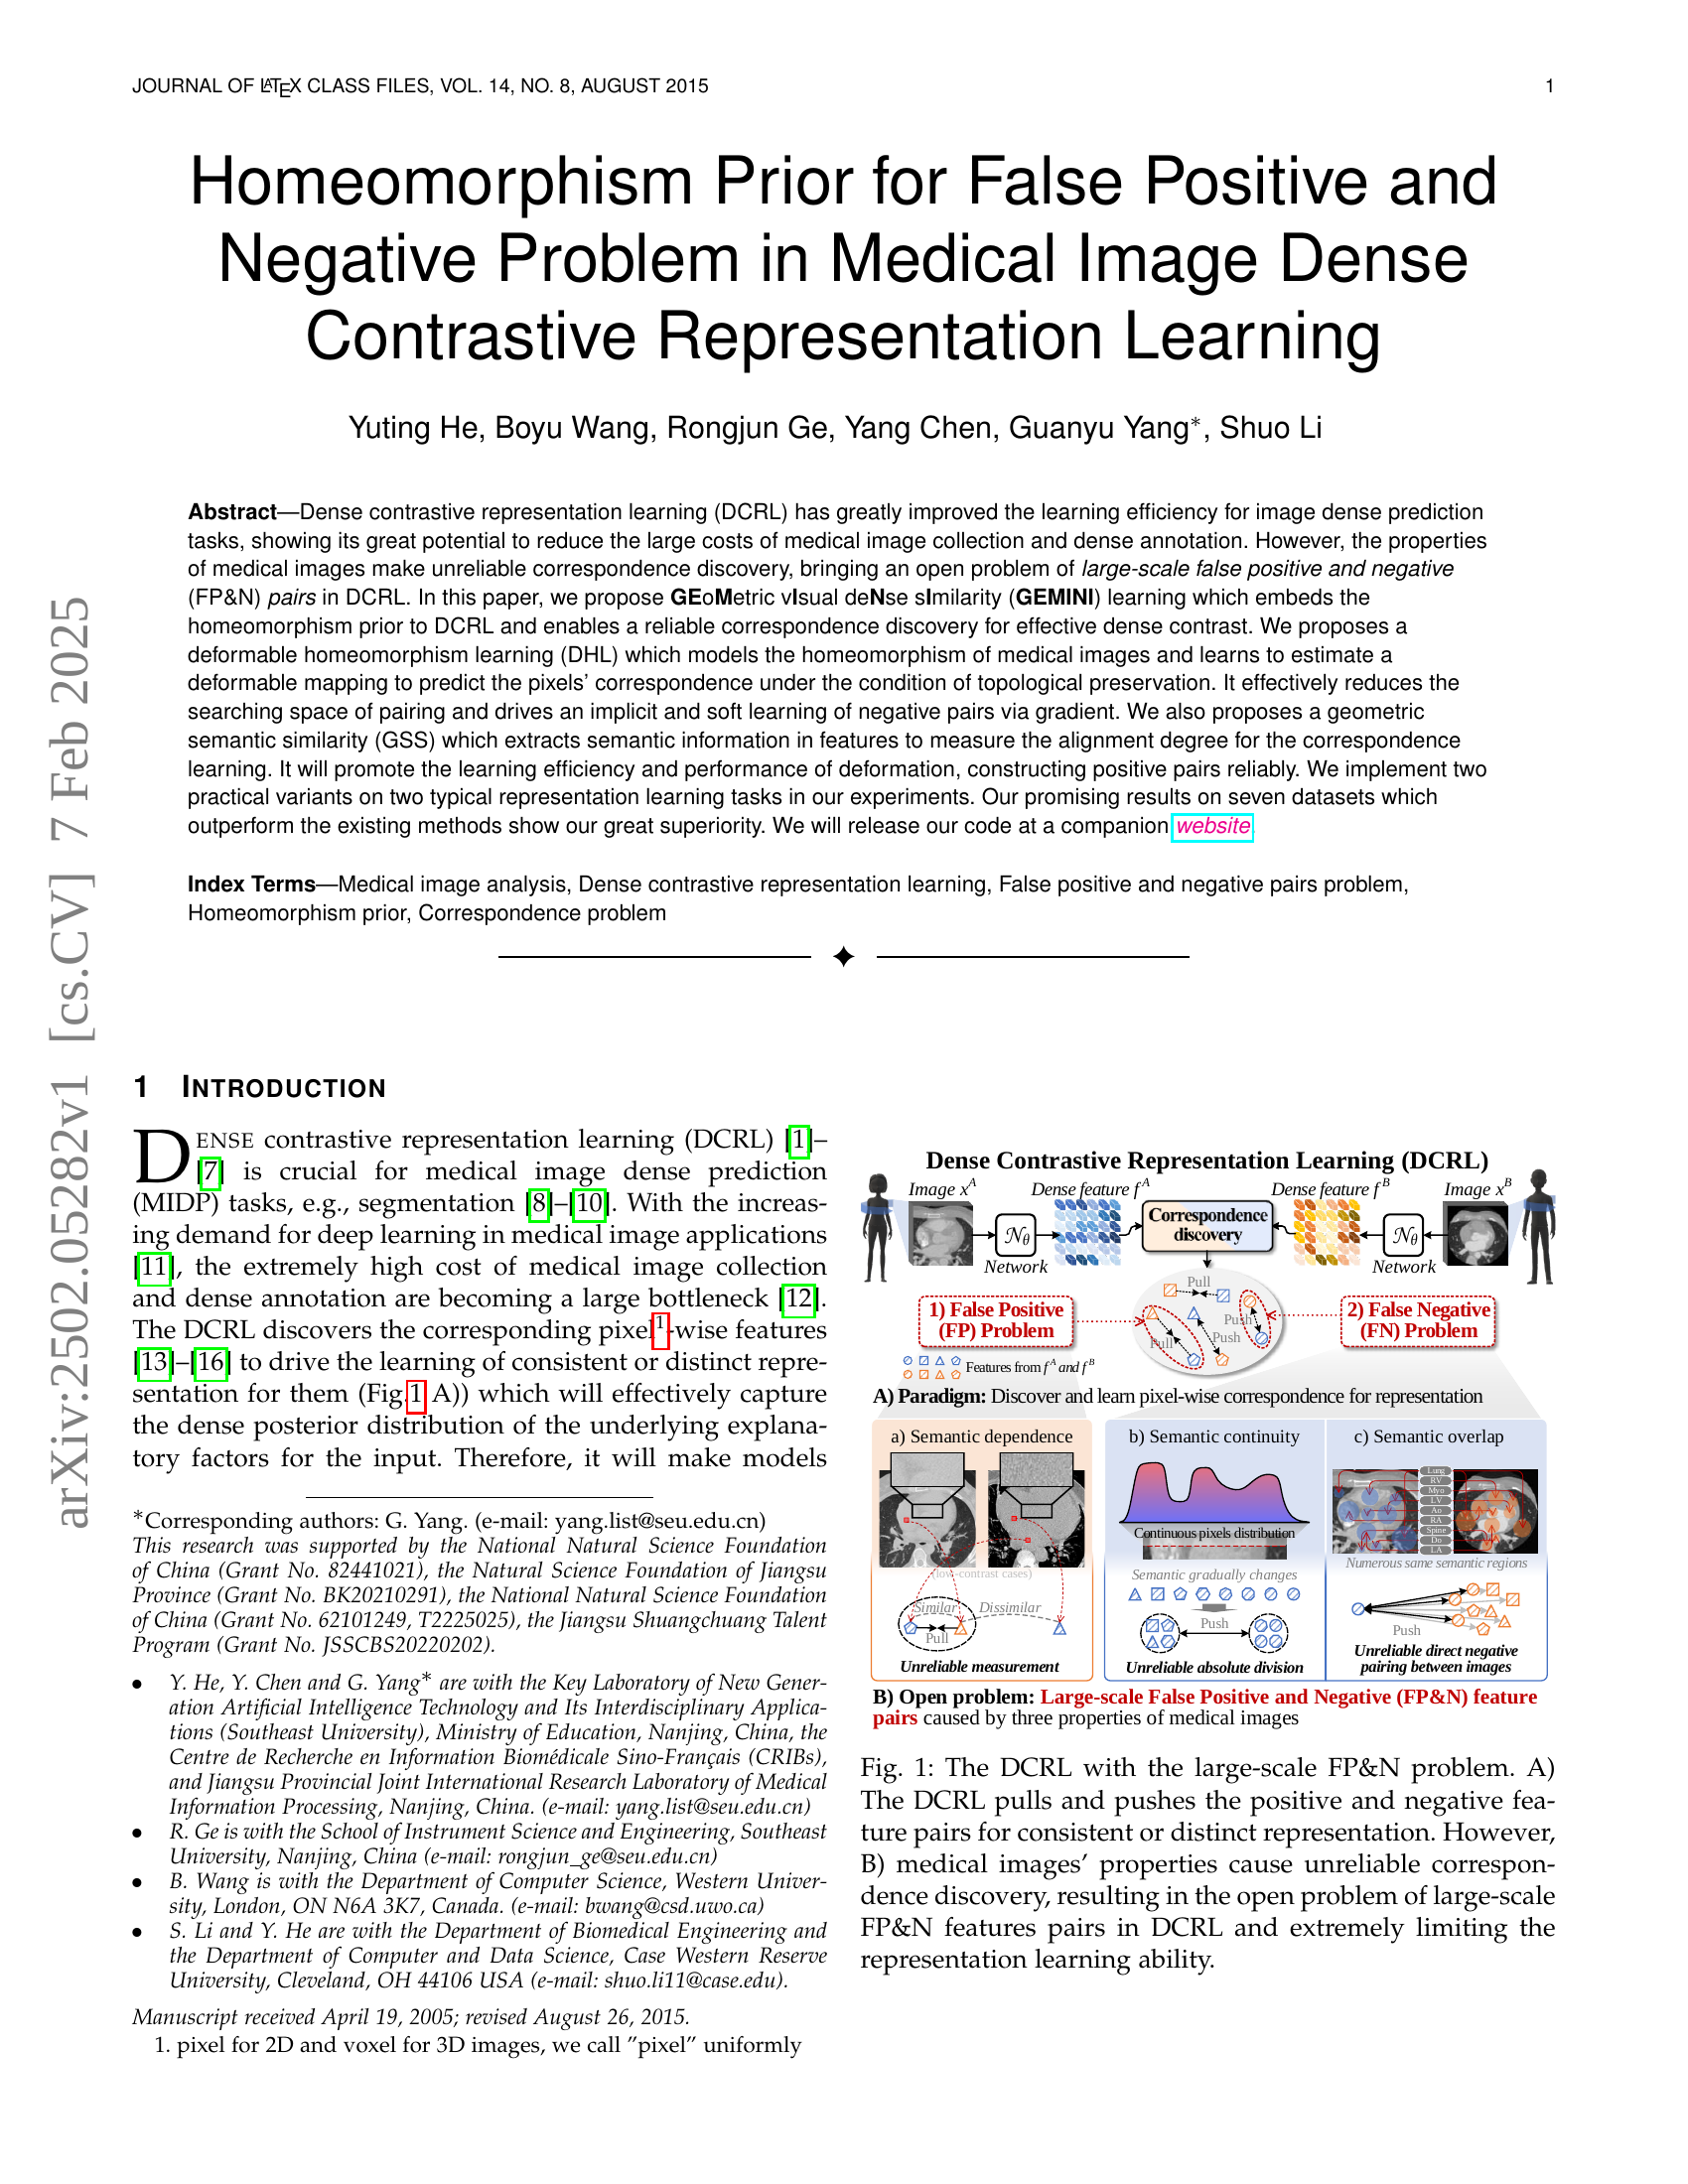 JOURNAL OF LATEX CLASS FILES, VOL. 14, NO. 8, AUGUST 2015
1
Homeomorphism Prior for False Positive and
Negative Problem in Medical Image Dense
Contrastive Representation Learning
Yuting He, Boyu Wang, Rongjun Ge, Yang Chen, Guanyu Yang*, Shuo Li
Abstract—Dense contrastive representation learning (DCRL) has greatly improved the learning efficiency for image dense prediction
tasks, showing its great potential to reduce the large costs of medical image collection and dense annotation. However, the properties
of medical images make unreliable correspondence discovery, bringing an open problem of large-scale false positive and negative
(FP&N) pairs in DCRL. In this paper, we propose GEoMetric vIsual deNse sImilarity (GEMINI) learning which embeds the
homeomorphism prior to DCRL and enables a reliable correspondence discovery for effective dense contrast. We proposes a
deformable homeomorphism learning (DHL) which models the homeomorphism of medical images and learns to estimate a
deformable mapping to predict the pixels' correspondence under the condition of topological preservation. It effectively reduces the
searching space of pairing and drives an implicit and soft learning of negative pairs via gradient. We also proposes a geometric
semantic similarity (GSS) which extracts semantic information in features to measure the alignment degree for the correspondence
learning. It will promote the learning efficiency and performance of deformation, constructing positive pairs reliably. We implement two
practical variants on two typical representation learning tasks in our experiments. Our promising results on seven datasets which
outperform the existing methods show our great superiority. We will release our code at a companion website.
Index Terms—Medical image analysis, Dense contrastive representation learning, False positive and negative pairs problem,
Homeomorphism prior, Correspondence problem
arXiv:2502.05282v1 [cs.CV] 7 Feb 2025
1 INTRODUCTION
DENSE contrastive representation learning (DCRL) [1]–
[7] is crucial for medical image dense prediction
(MIDP) tasks, e.g., segmentation [8]–[10]. With the increas-
ing demand for deep learning in medical image applications
[11], the extremely high cost of medical image collection
and dense annotation are becoming a large bottleneck [12].
The DCRL discovers the corresponding pixel1-wise features
[13]–[16] to drive the learning of consistent or distinct repre-
sentation for them (Fig.1 A)) which will effectively capture
the dense posterior distribution of the underlying explana-
tory factors for the input. Therefore, it will make models
*Corresponding authors: G. Yang. (e-mail: yang.list@seu.edu.cn)
This research was supported by the National Natural Science Foundation
of China (Grant No. 82441021), the Natural Science Foundation of Jiangsu
Province (Grant No. BK20210291), the National Natural Science Foundation
of China (Grant No. 62101249, T2225025), the Jiangsu Shuangchuang Talent
Program (Grant No. JSSCBS20220202).
• Y. He, Y. Chen and G. Yang* are with the Key Laboratory of New Gener-
ation Artificial Intelligence Technology and Its Interdisciplinary Applica-
tions (Southeast University), Ministry of Education, Nanjing, China, the
Centre de Recherche en Information Biomédicale Sino-Français (CRIBs),
and Jiangsu Provincial Joint International Research Laboratory of Medical
Information Processing, Nanjing, China. (e-mail: yang.list@seu.edu.cn)
• R. Ge is with the School of Instrument Science and Engineering, Southeast
University, Nanjing, China (e-mail: rongjun_ge@seu.edu.cn)
• B. Wang is with the Department of Computer Science, Western Univer-
sity, London, ON N6A 3K7, Canada. (e-mail: bwang@csd.uwo.ca)
• S. Li and Y. He are with the Department of Biomedical Engineering and
the Department of Computer and Data Science, Case Western Reserve
University, Cleveland, OH 44106 USA (e-mail: shuo.li11@case.edu).
Manuscript received April 19, 2005; revised August 26, 2015.
1. pixel for 2D and voxel for 3D images, we call ”pixel” uniformly
Dense Contrastive Representation Learning (DCRL)
Image xA
Dense feature f A
Dense feature f B
Image xB
Nθ
Correspondence
discovery
Nθ
Network
Network
Pull
Push
Push
Pull
1) False Positive
(FP) Problem
2) False Negative
(FN) Problem
Features from f A and f B
A) Paradigm: Discover and learn pixel-wise correspondence for representation
a) Semantic dependence
b) Semantic continuity
c) Semantic overlap
Lung
RV
Myo
LV
Ao
RA
Spine
Do
LA
Continuous pixels distribution
(low-contrast cases)
Semantic gradually changes
Numerous same semantic regions
Similar
Dissimilar
Pull
Push
Push
Unreliable measurement
Unreliable absolute division
Unreliable direct negative
pairing between images
B) Open problem: Large-scale False Positive and Negative (FP&N) feature
pairs caused by three properties of medical images
Fig. 1: The DCRL with the large-scale FP&N problem. A)
The DCRL pulls and pushes the positive and negative fea-
ture pairs for consistent or distinct representation. However,
B) medical images' properties cause unreliable correspon-
dence discovery, resulting in the open problem of large-scale
FP&N features pairs in DCRL and extremely limiting the
representation learning ability.